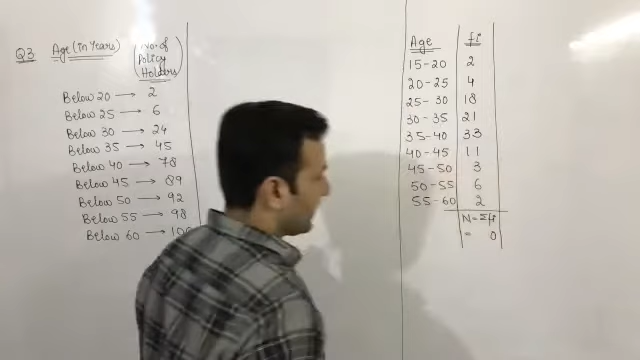 Q3 Age (in Years) (No. of
Policy
Holders)
Below 20 → 2
Below 25 → 6
Below 30 → 24
Below 35 → 45
Below 40 → 78
Below 45 → 89
Below 50 → 92
Below 55 → 98
Below 60 → 100
Age fi
15-20 2
20-25 4
25-30 18
30-35 21
35-40 33
40-45 11
45-50 3
50-55 6
55-60 2
N=Σfi
= 0